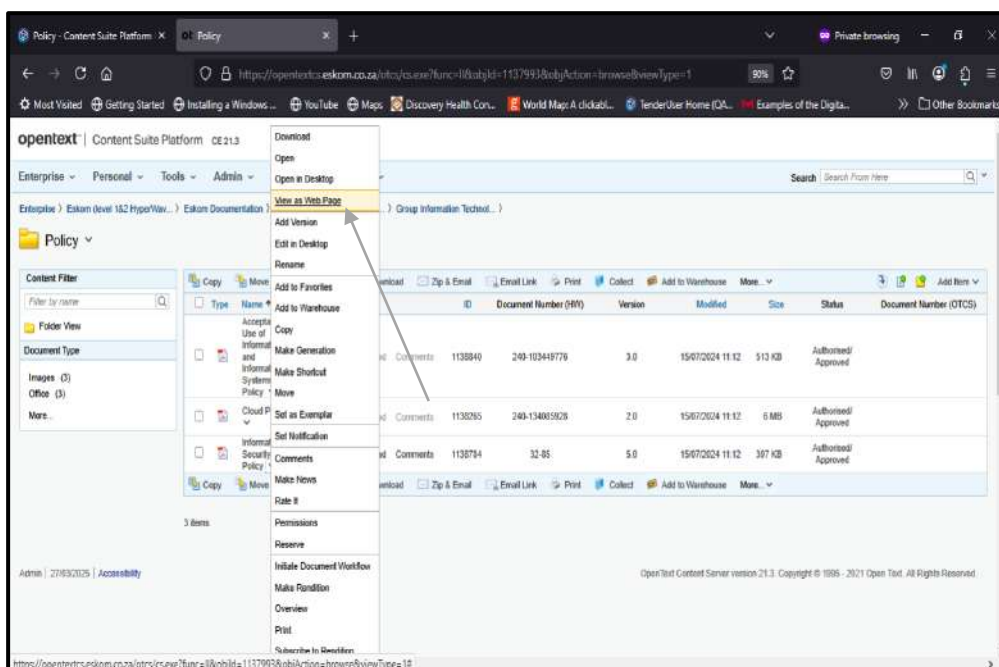 Policy - Content Suite Platform
Policy
Private browsing
https://opentextcs.eskom.co.za/otcs/cs.exe?func=ll&objId=1137993&objAction=browse&viewType=1
90%
Most Visited Getting Started Installing a Windows ... YouTube Maps Discovery Health Con... World Map: A clickabl... TenderUser Home (QA... Examples of the Digita... Other Bookmarks
opentext™ | Content Suite Platform CE 21.3
Enterprise Personal Tools Admin
Search Search From Here
Enterprise Eskom (level 1&2 HyperWav... Eskom Documentation ...) Group Information Technol...
Policy
Download
Open
Open in Desktop
View as Web Page
Add Version
Edit in Desktop
Rename
Add to Favorites
Add to Warehouse
Copy
Make Generation
Make Shortcut
Move
Set as Exemplar
Set Notification
Comments
Make News
Rate It
Permissions
Reserve
Initiate Document Workflow
Make Rendition
Overview
Print
Subscribe to Rendition
Content Filter
Filter by name
Folder View
Document Type
Images (3)
Office (3)
More...
Copy Move Zip & Email Email Link Print Collect Add to Warehouse More... Add Item
Type Name ID Document Number (HW) Version Modified Size Status Document Number (OTCS)
Use of
and
Policy
Comments 1138840 240-103449776 3.0 15/07/2024 11:12 513 KB Authorised/
Approved
Cloud P
Comments 1138265 240-134085928 2.0 15/07/2024 11:12 6 MB Authorised/
Approved
Security
Policy
Comments 1138784 32-85 5.0 15/07/2024 11:12 397 KB Authorised/
Approved
Copy Move Zip & Email Email Link Print Collect Add to Warehouse More...
3 items
Admin | 27/03/2025 | Accessibility
OpenText Content Server version 21.3. Copyright © 1995 - 2021 Open Text. All Rights Reserved.
https://opentextcs.eskom.co.za/otcs/cs.exe?func=ll&objId=1137993&objAction=browse&viewType=1#